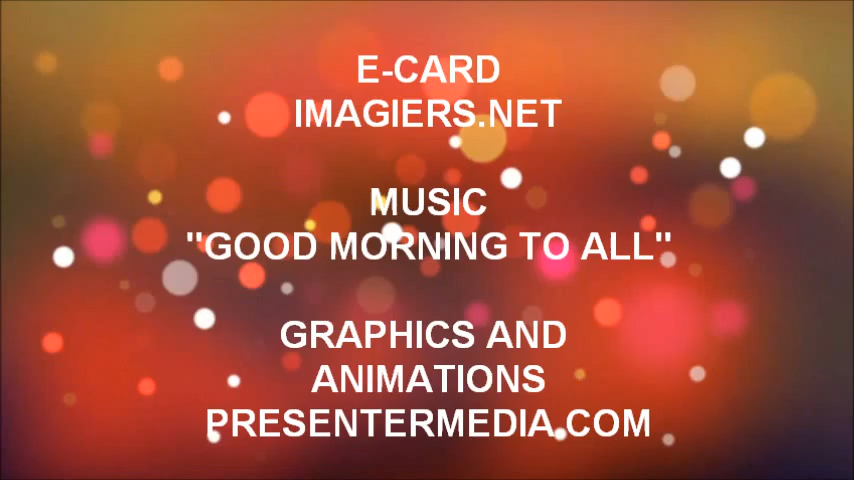 E-CARD
IMAGIERS.NET
MUSIC
"GOOD MORNING TO ALL"
GRAPHICS AND
ANIMATIONS
PRESENTERMEDIA.COM